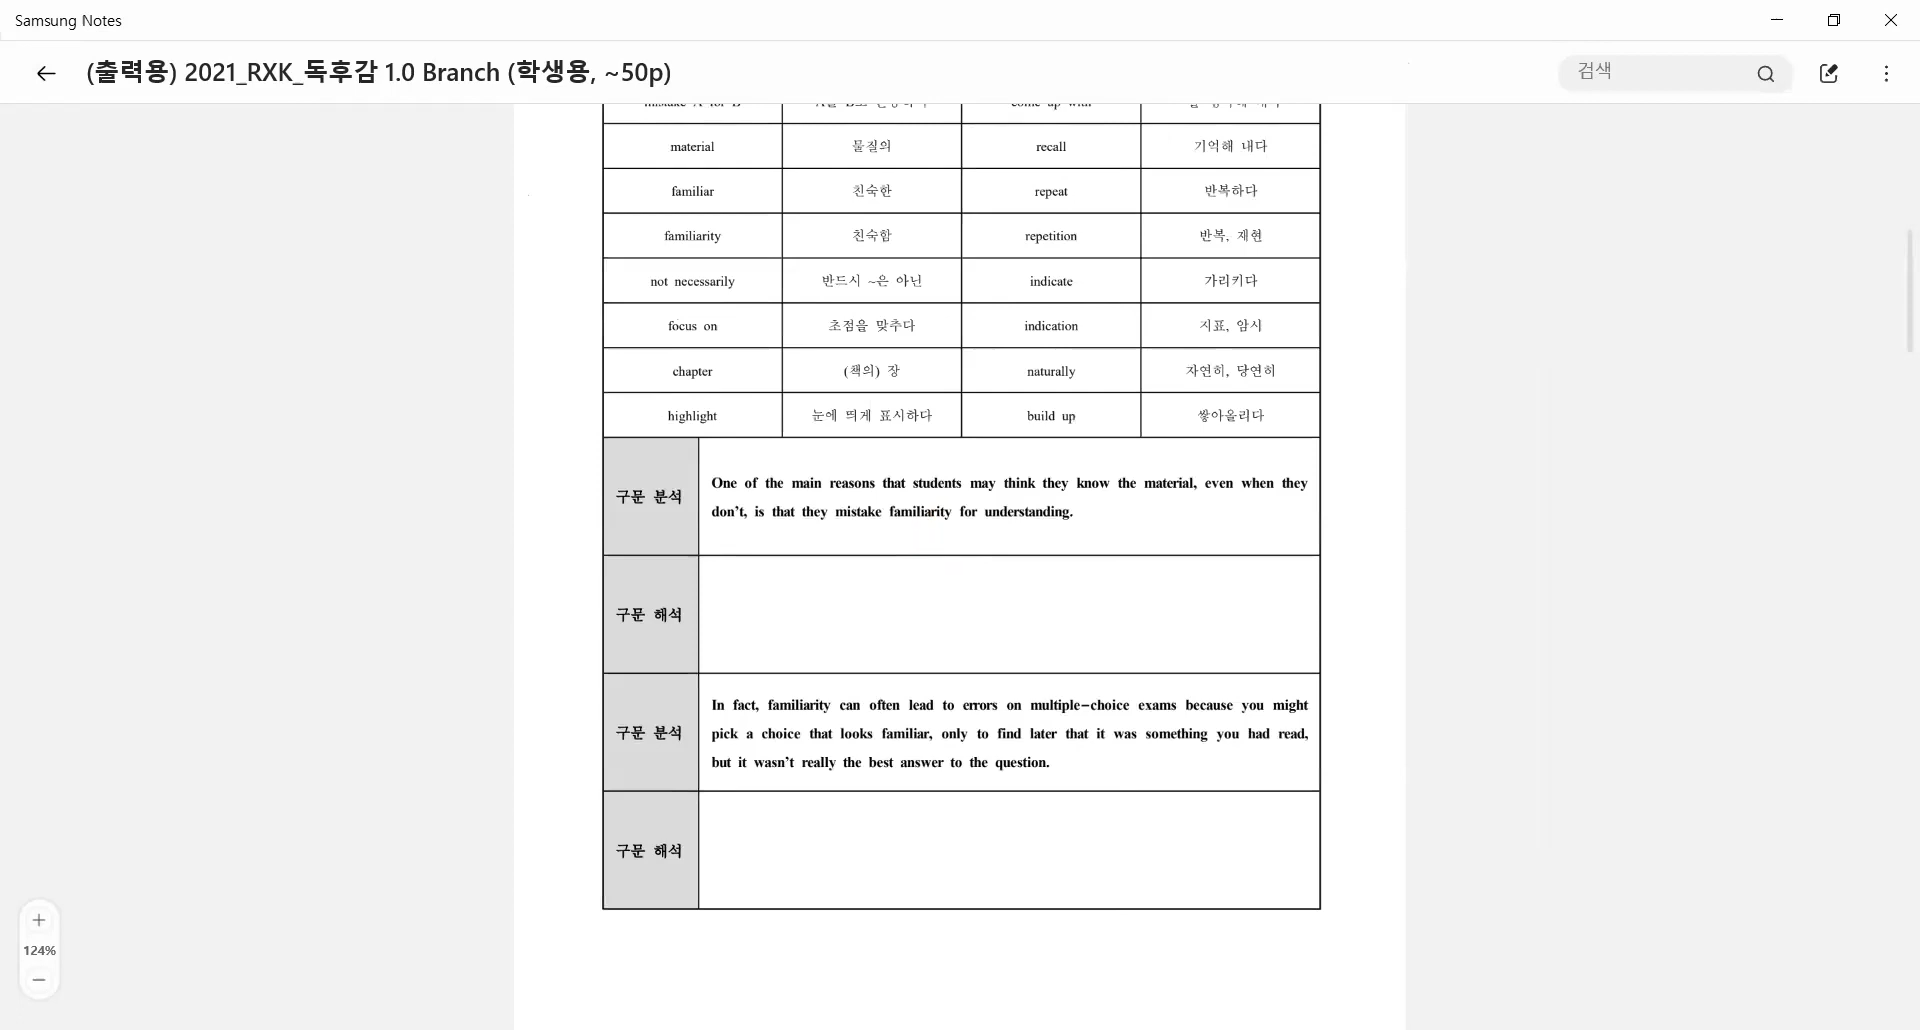 Samsung Notes
(출력용) 2021_RXK_독후감 1.0 Branch (학생용, ~50p)
검색
material 물질의 recall 기억해 내다
familiar 친숙한 repeat 반복하다
familiarity 친숙함 repetition 반복, 재현
not necessarily 반드시 ~은 아닌 indicate 가리키다
focus on 초점을 맞추다 indication 지표, 암시
chapter (책의) 장 naturally 자연히, 당연히
highlight 눈에 띄게 표시하다 build up 쌓아올리다
구문 분석
One of the main reasons that students may think they know the material, even when they
don't, is that they mistake familiarity for understanding.
구문 해석
구문 분석
In fact, familiarity can often lead to errors on multiple-choice exams because you might
pick a choice that looks familiar, only to find later that it was something you had read,
but it wasn't really the best answer to the question.
구문 해석
124%